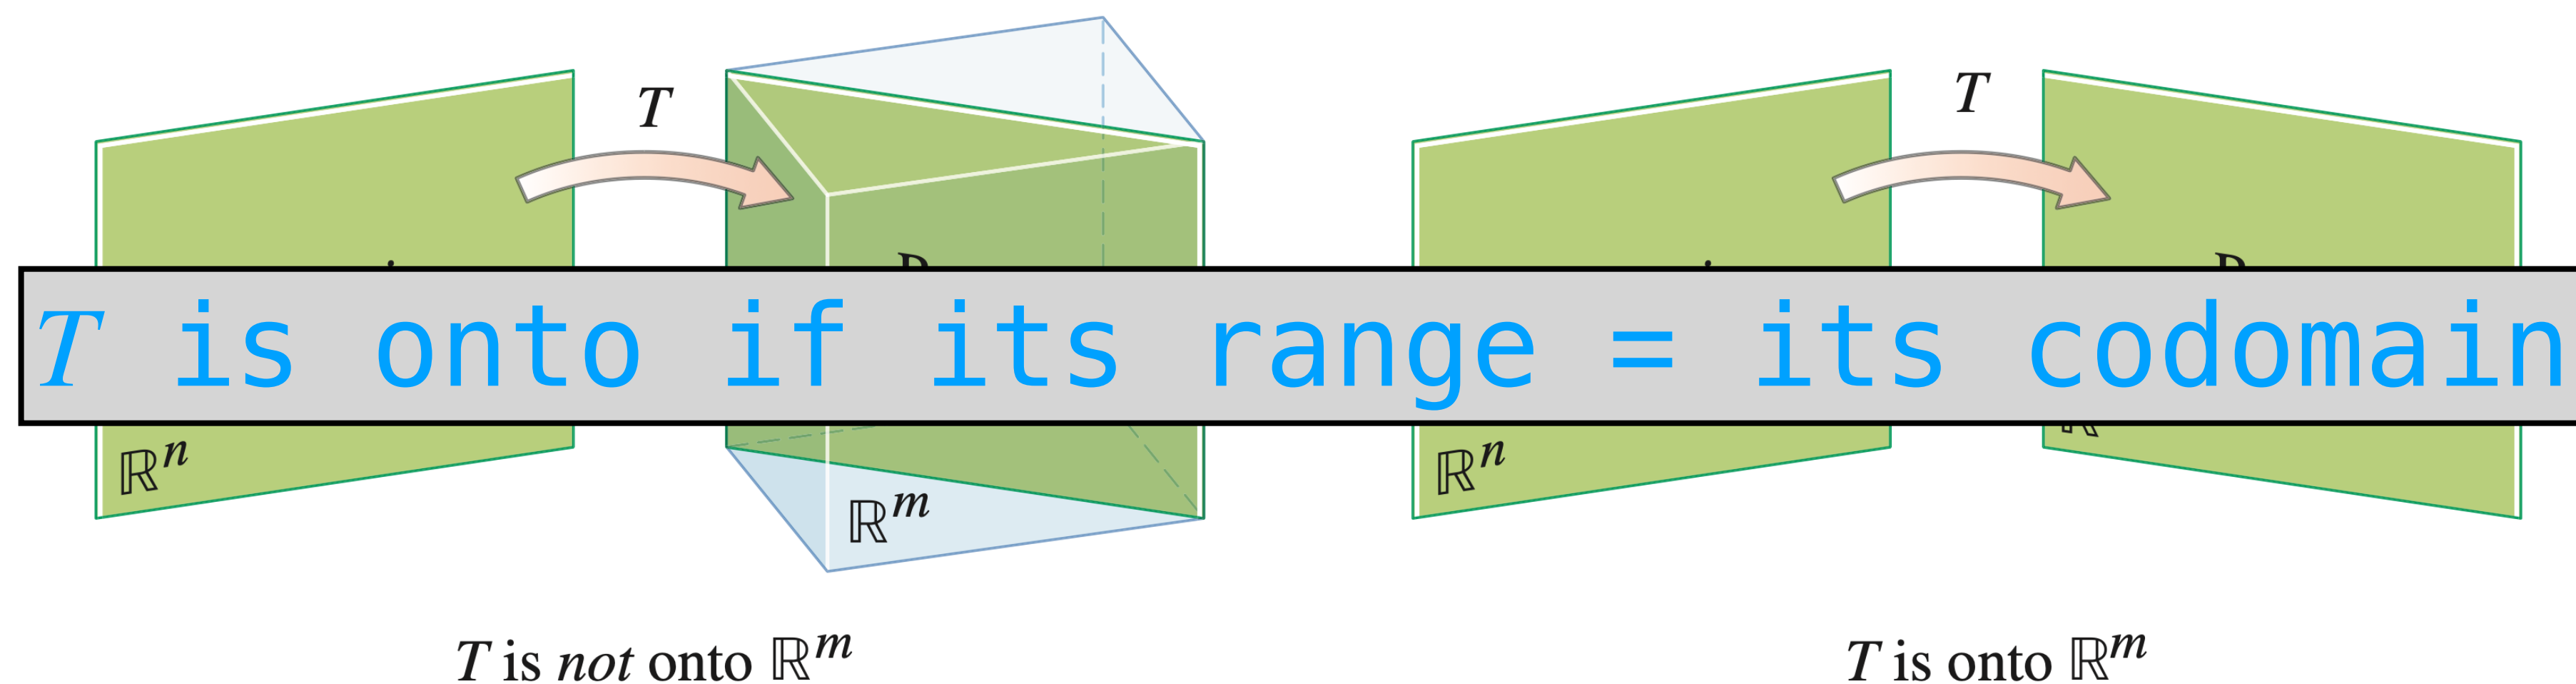 T T
T is onto if its range = its codomain
ℝⁿ ℝᵐ ℝⁿ
T is not onto ℝᵐ T is onto ℝᵐ